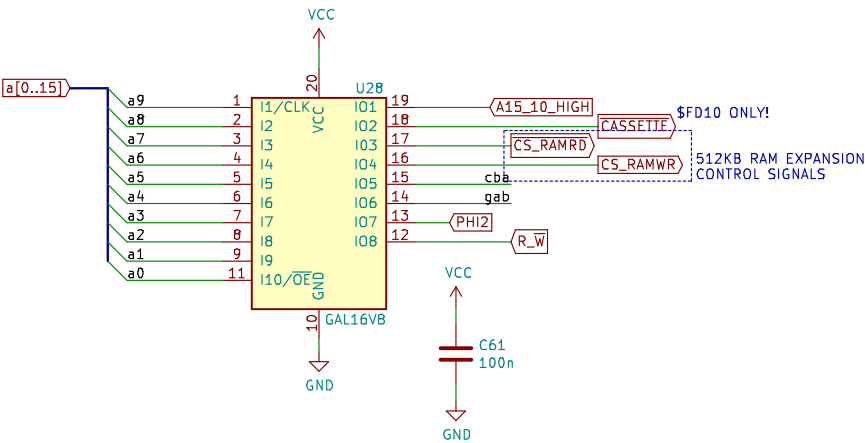 VCC
a[0..15]
20
U28
a9 1 I1/CLK VCC IO1 19 A15_10_HIGH
a8 2 I2 IO2 18 CASSETTE $FD10 ONLY!
a7 3 I3 IO3 17 CS_RAMRD
a6 4 I4 IO4 16 CS_RAMWR 512KB RAM EXPANSION
CONTROL SIGNALS
a5 5 I5 IO5 15 cba
a4 6 I6 IO6 14 gab
a3 7 I7 IO7 13 PHI2
a2 8 I8 IO8 12 R_W
a1 9 I9
a0 11 I10/OE GND
10
GAL16V8
GND
VCC
C61
100n
GND